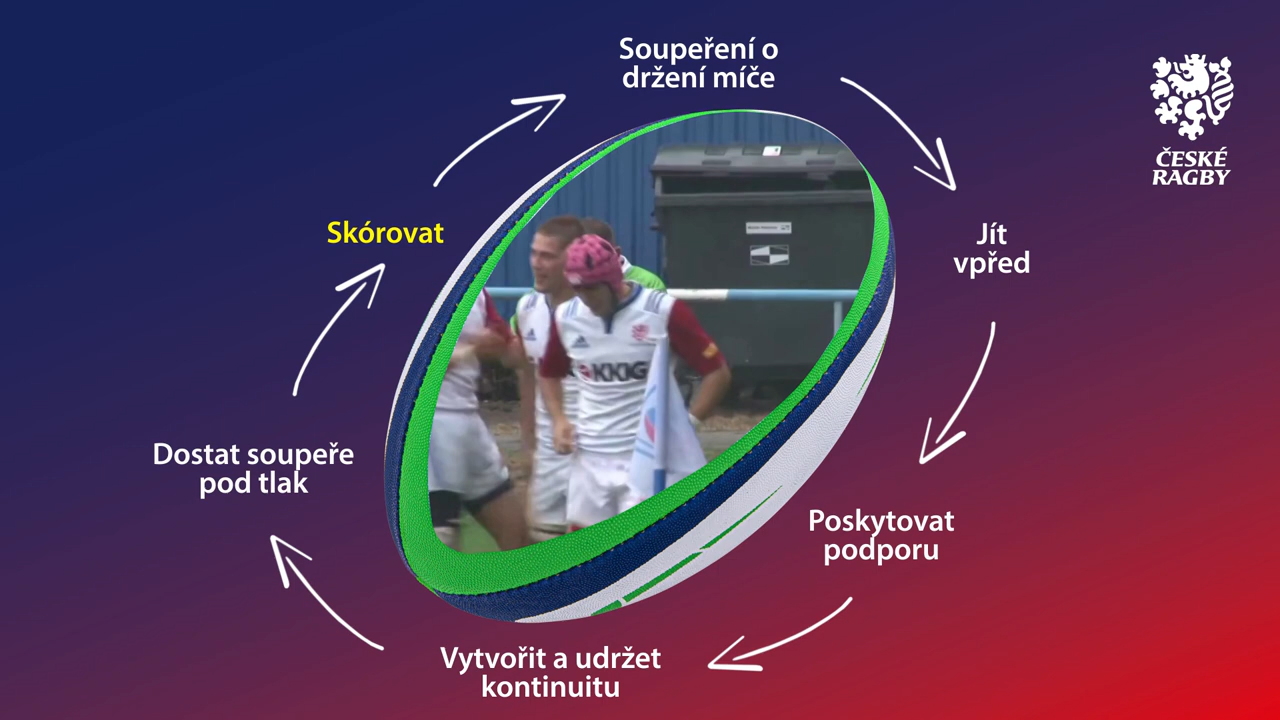 Soupeření o
držení míče
ČESKÉ
RAGBY
Skórovat
Jít
vpřed
KKIG
Dostat soupeře
pod tlak
Poskytovat
podporu
Vytvořit a udržet
kontinuitu